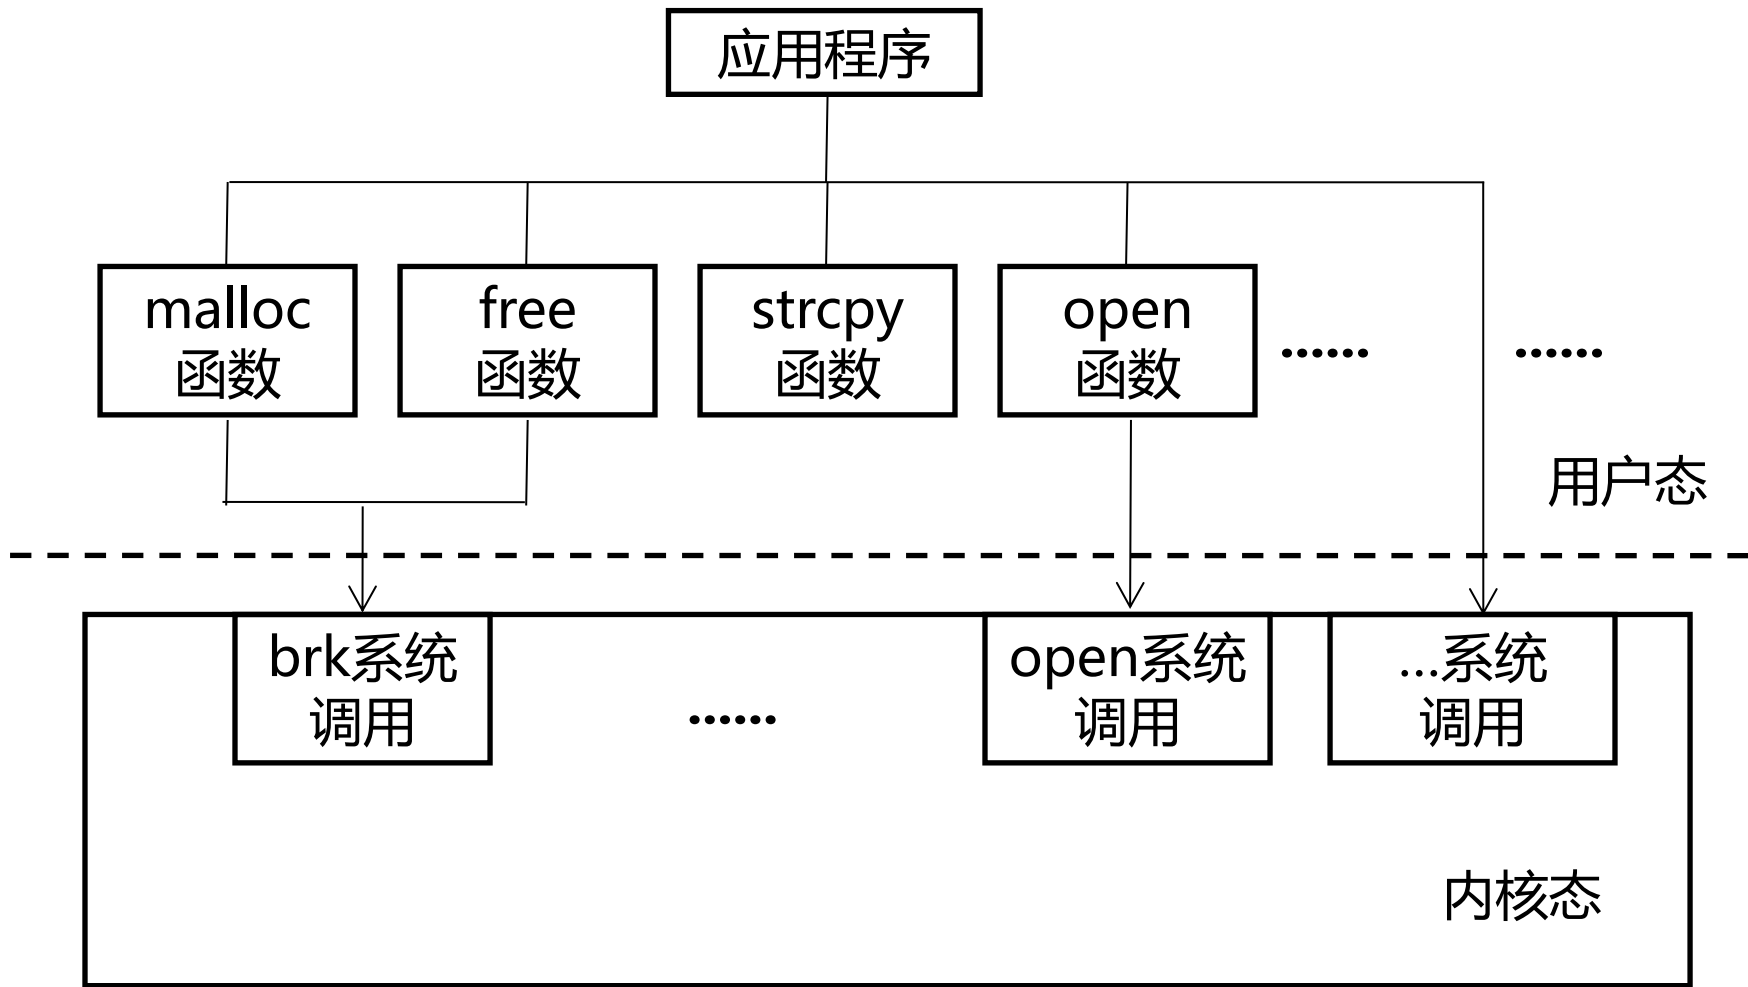 应用程序
malloc
函数
free
函数
strcpy
函数
open
函数
······
······
用户态
brk系统
调用
······
open系统
调用
...系统
调用
内核态